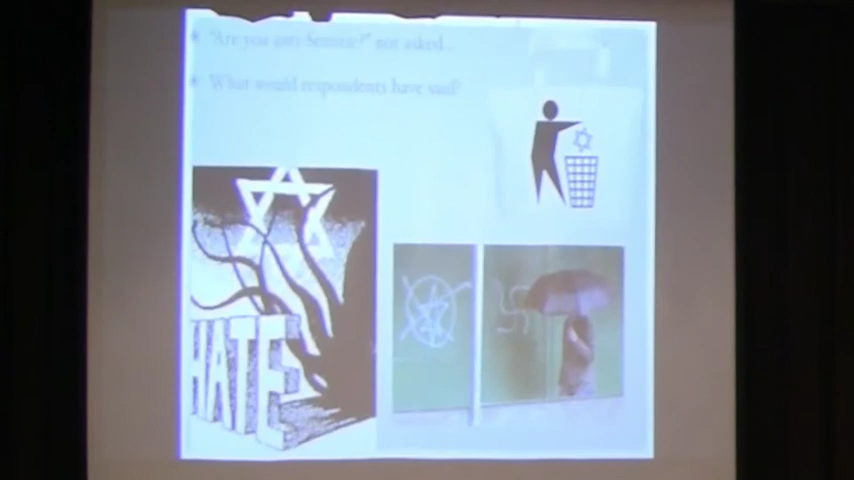 "Are you anti-Semitic?" not asked...
What would respondents have said?
HATE